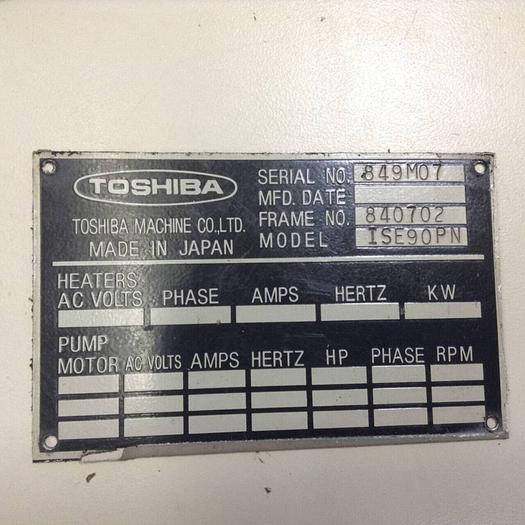 TOSHIBA
TOSHIBA MACHINE CO.,LTD.
MADE IN JAPAN
SERIAL NO. 849M07
MFD. DATE
FRAME NO. 840702
MODEL ISE90PN
HEATERS
AC VOLTS PHASE AMPS HERTZ KW
PUMP
MOTOR AC VOLTS AMPS HERTZ HP PHASE RPM